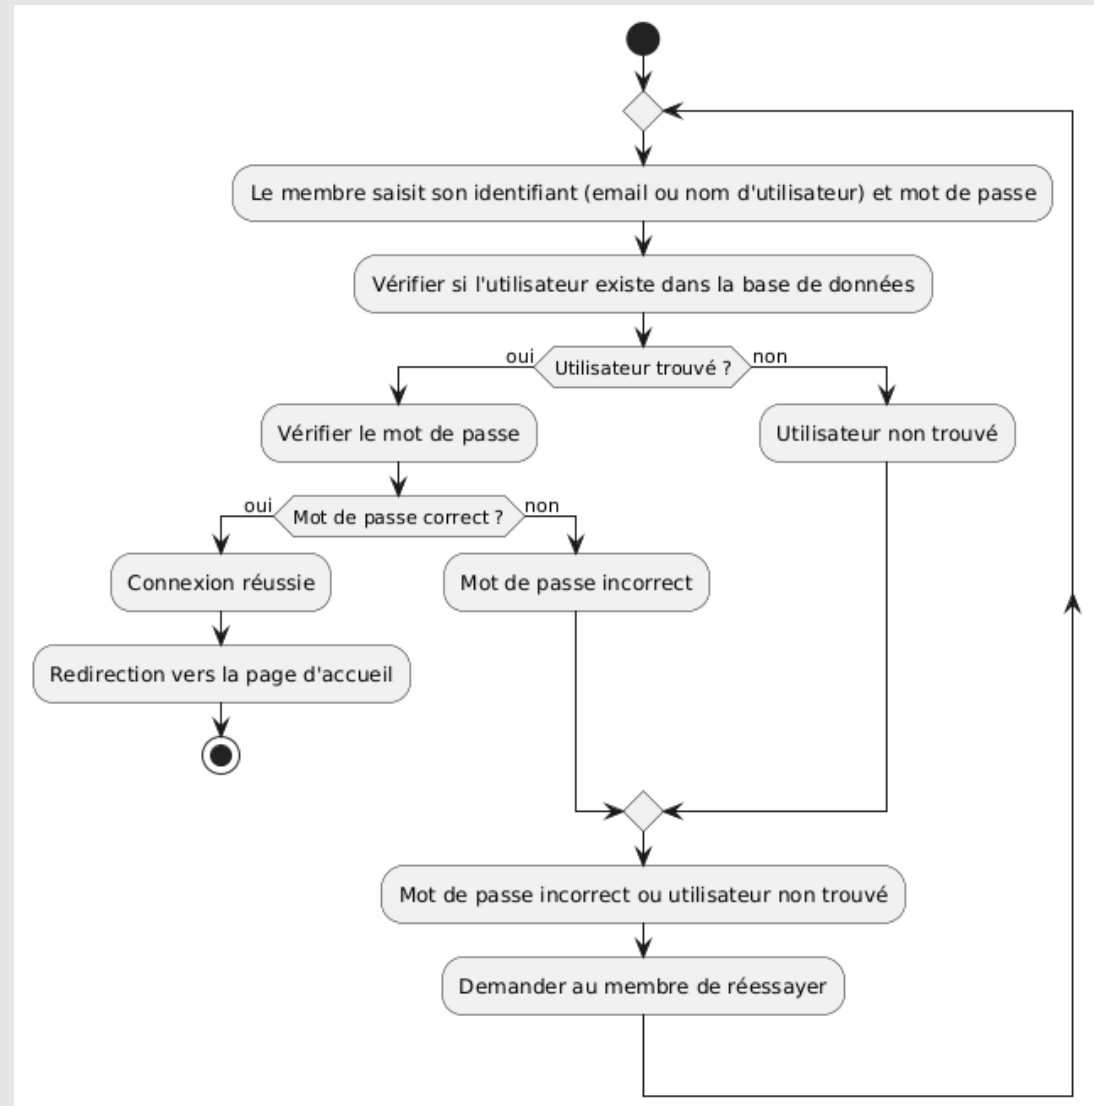 Le membre saisit son identifiant (email ou nom d'utilisateur) et mot de passe
Vérifier si l'utilisateur existe dans la base de données
oui
Utilisateur trouvé ?
non
Vérifier le mot de passe
Utilisateur non trouvé
oui
Mot de passe correct ?
non
Connexion réussie
Mot de passe incorrect
Redirection vers la page d'accueil
Mot de passe incorrect ou utilisateur non trouvé
Demander au membre de réessayer